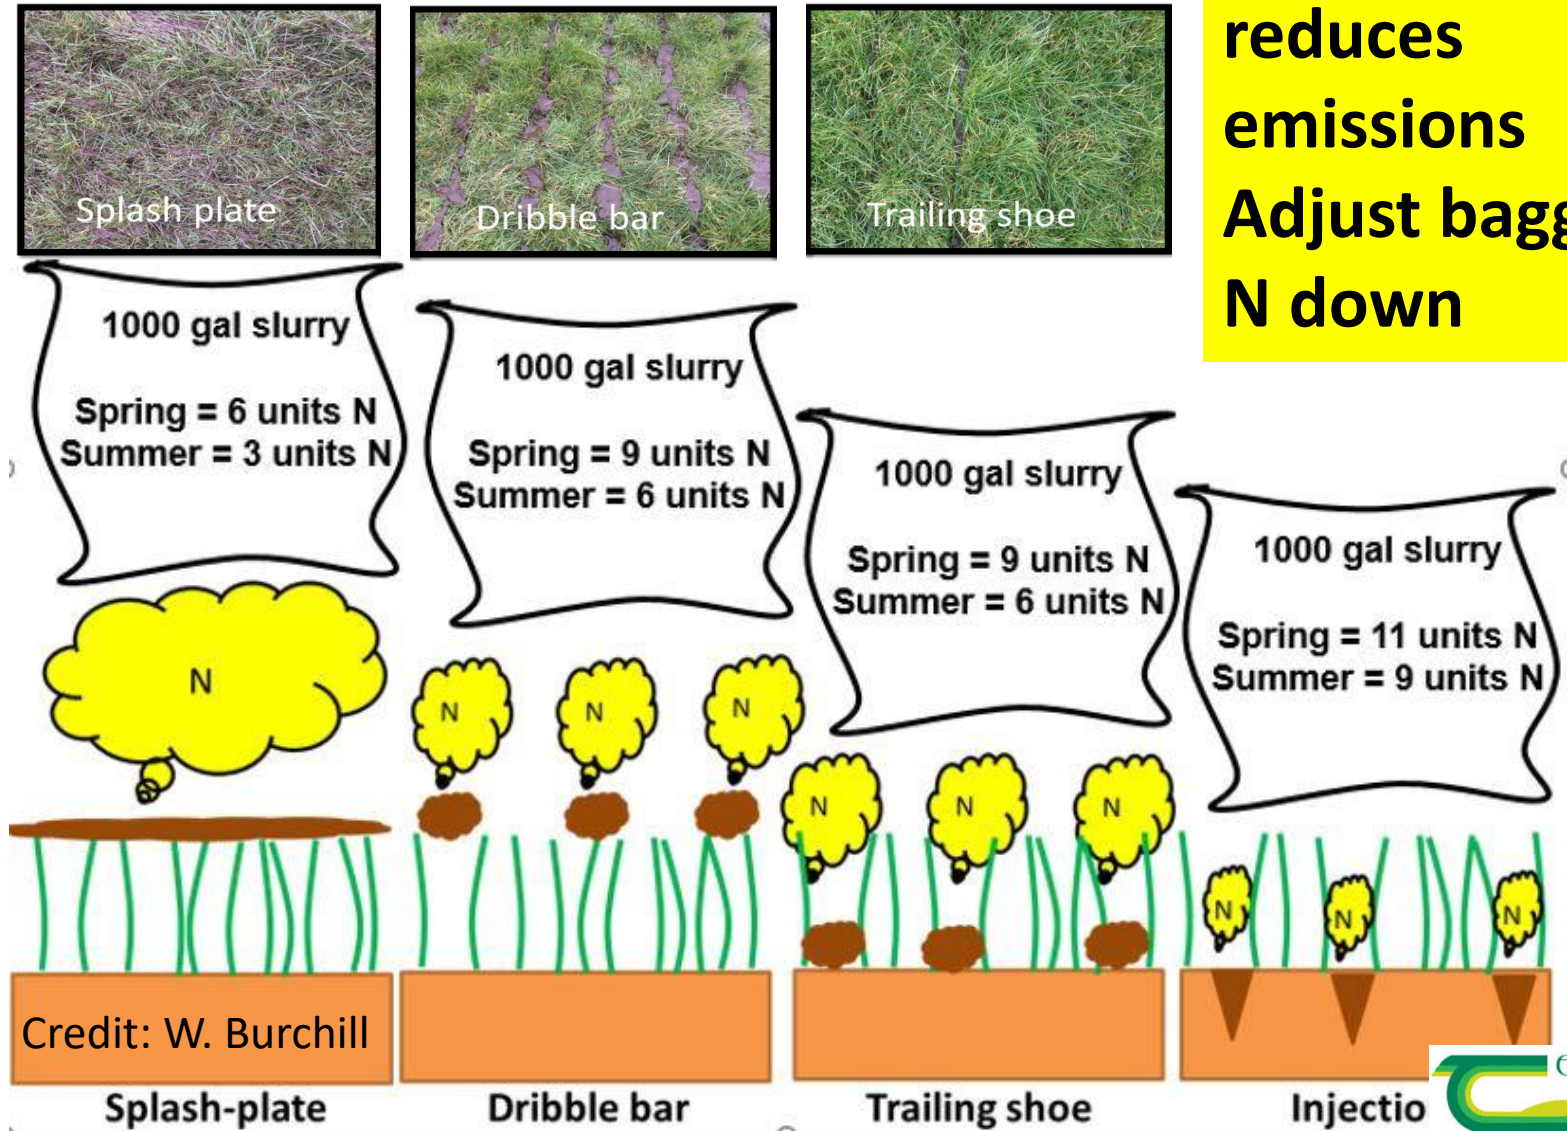 reduces
emissions
Adjust bagg
N down
Splash plate
Dribble bar
Trailing shoe
1000 gal slurry
Spring = 6 units N
Summer = 3 units N
1000 gal slurry
Spring = 9 units N
Summer = 6 units N
1000 gal slurry
Spring = 9 units N
Summer = 6 units N
1000 gal slurry
Spring = 11 units N
Summer = 9 units N
N
N
N
N
N
N
N
N
N
N
Credit: W. Burchill
Splash-plate
Dribble bar
Trailing shoe
Injectio